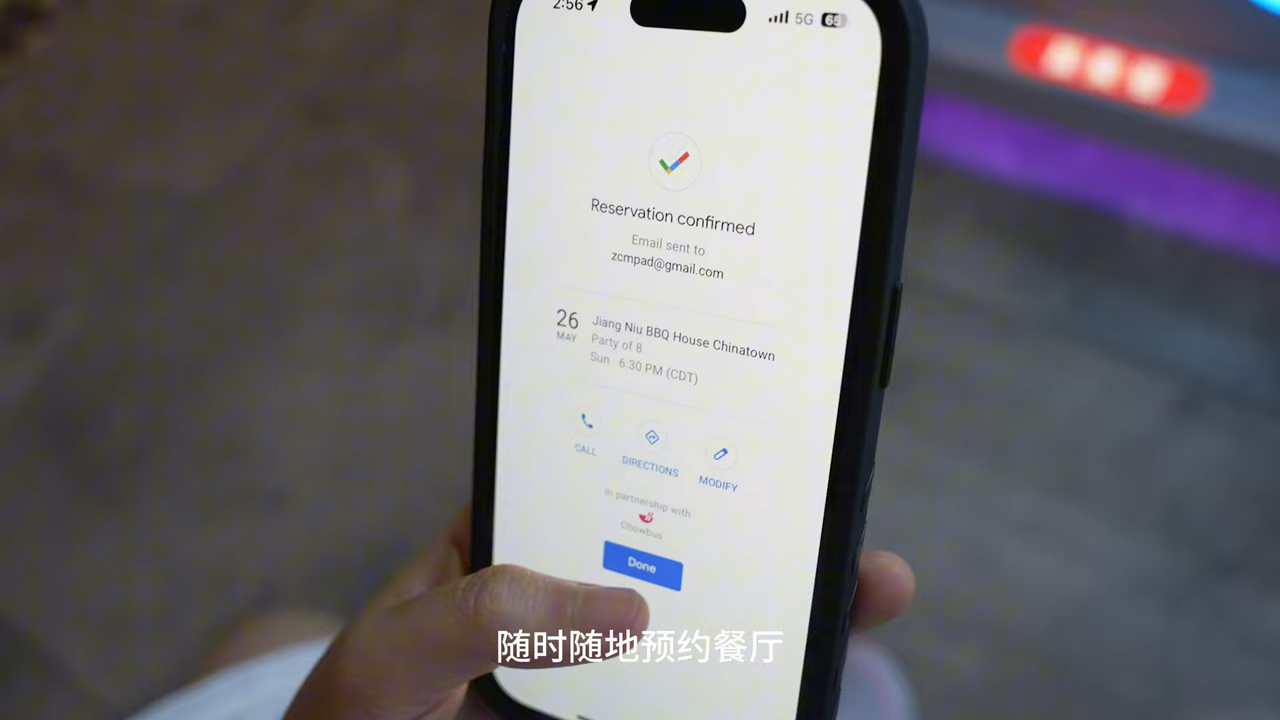 2:56
5G 65
Reservation confirmed
Email sent to
zcmpad@gmail.com
26
MAY
Jiang Niu BBQ House Chinatown
Party of 8
Sun 6:30 PM (CDT)
CALL
DIRECTIONS
MODIFY
In partnership with
Chowbus
Done
随时随地预约餐厅